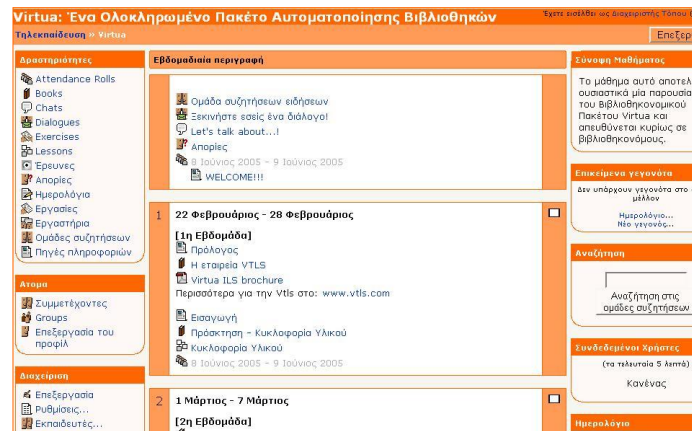 Virtua: Ένα Ολοκληρωμένο Πακέτο Αυτοματοποίησης Βιβλιοθηκών
Έχετε εισέλθει ως Διαχειριστής Τόπου
Τηλεκπαίδευση » Virtua
Επεξερ
Δραστηριότητες
Attendance Rolls
Books
Chats
Dialogues
Exercises
Lessons
Έρευνες
Απορίες
Ημερολόγια
Εργασίες
Εργαστήρια
Ομάδες συζητήσεων
Πηγές πληροφοριών
Ατομα
Συμμετέχοντες
Groups
Επεξεργασία του
προφίλ
Διαχείριση
Επεξεργασία
Ρυθμίσεις...
Εκπαιδευτές...
Εβδομαδιαία περιγραφή
Ομάδα συζητήσεων ειδήσεων
Ξεκινήστε εσείς ένα διάλογο!
Let's talk about...!
Απορίες
8 Ιούνιος 2005 - 9 Ιούνιος 2005
WELCOME!!!
1
22 Φεβρουάριος - 28 Φεβρουάριος
[1η Εβδομάδα]
Πρόλογος
Η εταιρεία VTLS
Virtua ILS brochure
Περισσότερα για την Vtls στο: www.vtls.com
Εισαγωγή
Πρόσκτηση - Κυκλοφορία Υλικού
Κυκλοφορία Υλικού
8 Ιούνιος 2005 - 9 Ιούνιος 2005
2
1 Μάρτιος - 7 Μάρτιος
[2η Εβδομάδα]
Σύνοψη Μαθήματος
Το μάθημα αυτό αποτελ
ουσιαστικά μία παρουσία
του Βιβλιοθηκονομικού
Πακέτου Virtua και
απευθύνεται κυρίως σε
βιβλιοθηκονόμους.
Επικείμενα γεγονότα
Δεν υπάρχουν γεγονότα στο
μέλλον
Ημερολόγιο...
Νέο γεγονός...
Αναζήτηση
Αναζήτηση στις
ομάδες συζητήσεων
Συνδεδεμένοι Χρήστες
(τα τελευταία 5 λεπτά)
Κανένας
Ημερολόγιο